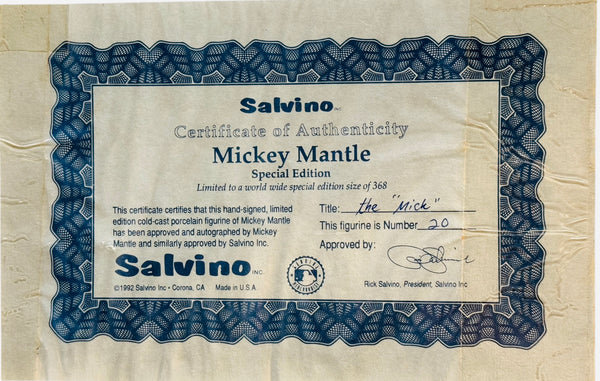 Salvino INC.
Certificate of Authenticity
Mickey Mantle
Special Edition
Limited to a world wide special edition size of 368
This certificate certifies that this hand-signed, limited
edition cold-cast porcelain figurine of Mickey Mantle
has been approved and autographed by Mickey
Mantle and similarly approved by Salvino Inc.
Salvino INC.
©1992 Salvino Inc • Corona, CA Made in U.S.A.
Title: the "Mick"
This figurine is Number 20
Approved by:
Rick Salvino, President, Salvino Inc